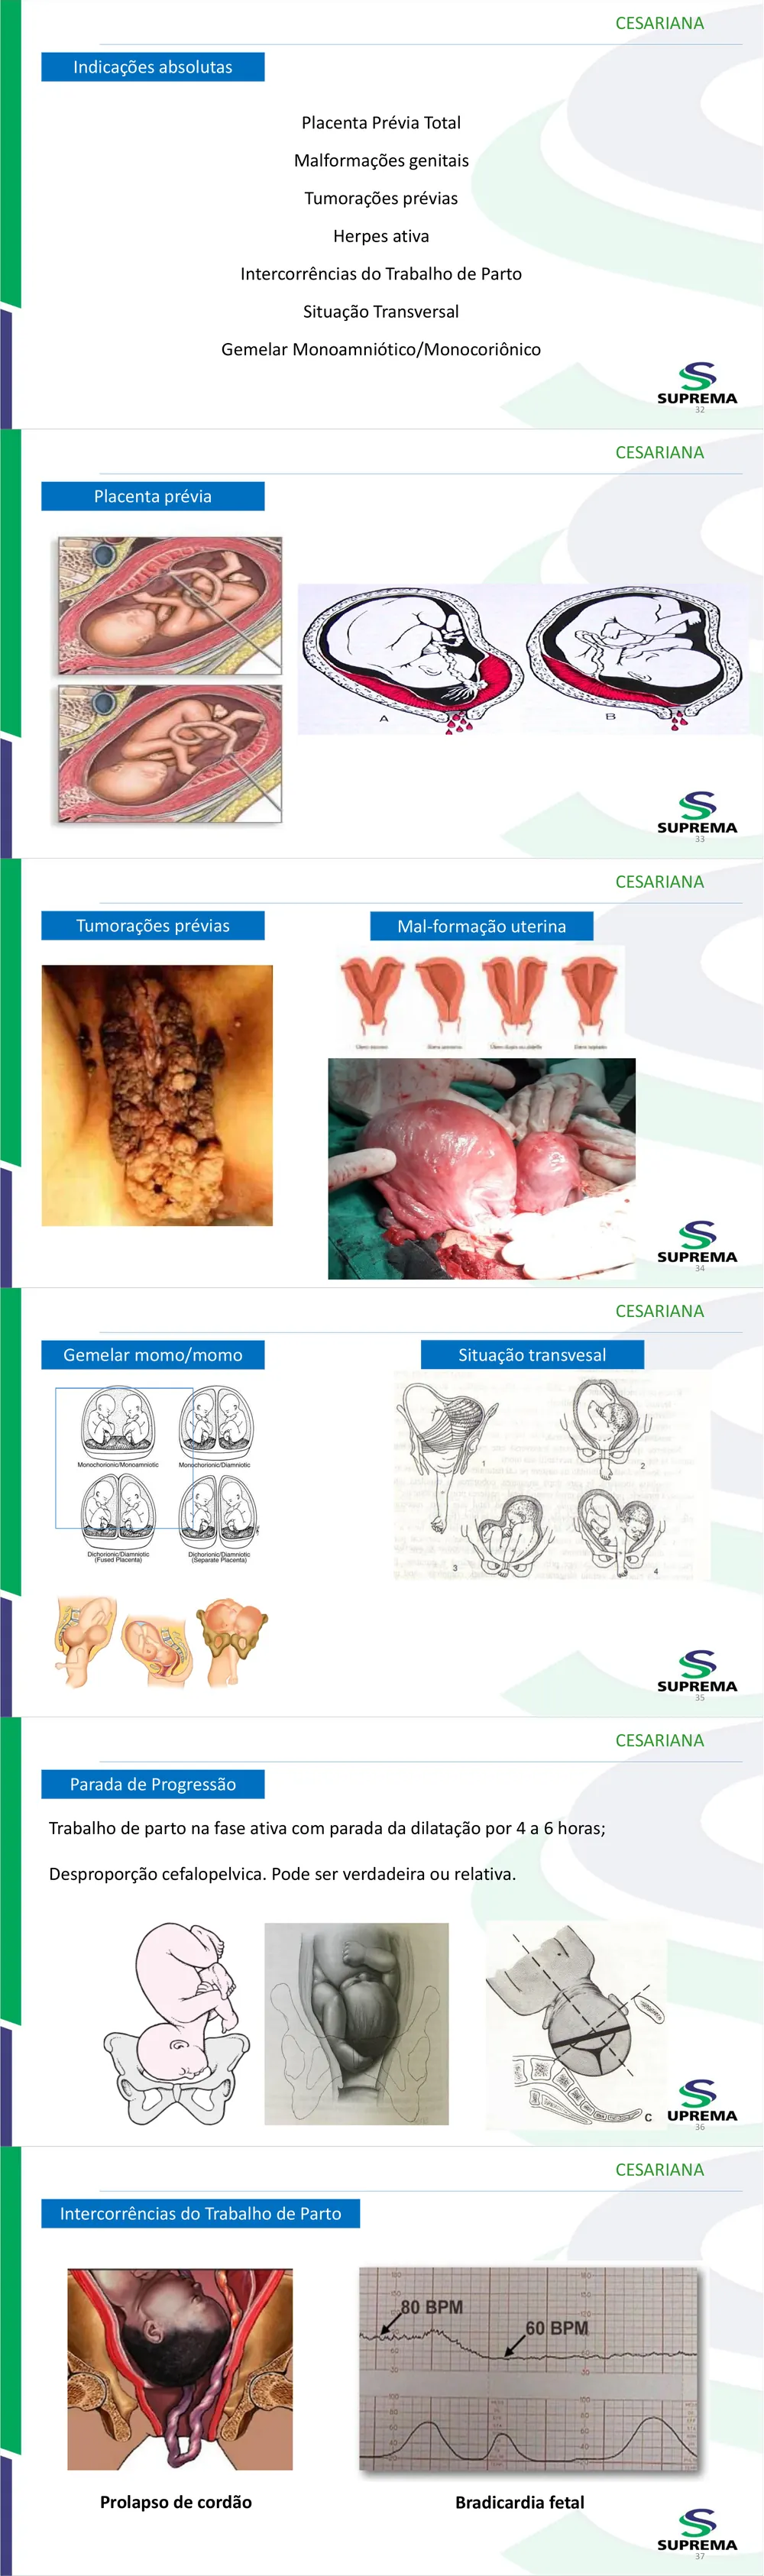 CESARIANA
Indicações absolutas
Placenta Prévia Total
Malformações genitais
Tumorações prévias
Herpes ativa
Intercorrências do Trabalho de Parto
Situação Transversal
Gemelar Monoamniótico/Monocoriônico
SUPREMA
32
CESARIANA
Placenta prévia
A
B
SUPREMA
33
CESARIANA
Tumorações prévias
Mal-formação uterina
SUPREMA
34
CESARIANA
Gemelar momo/momo
Situação transvesal
Monochorionic/Monoamniotic
Monochorionic/Diamniotic
Dichorionic/Diamniotic
(Fused Placenta)
Dichorionic/Diamniotic
(Separate Placenta)
1
2
3
4
SUPREMA
35
CESARIANA
Parada de Progressão
Trabalho de parto na fase ativa com parada da dilatação por 4 a 6 horas;
Desproporção cefalopelvica. Pode ser verdadeira ou relativa.
C
UPREMA
36
CESARIANA
Intercorrências do Trabalho de Parto
80 BPM
60 BPM
Prolapso de cordão
Bradicardia fetal
SUPREMA
37